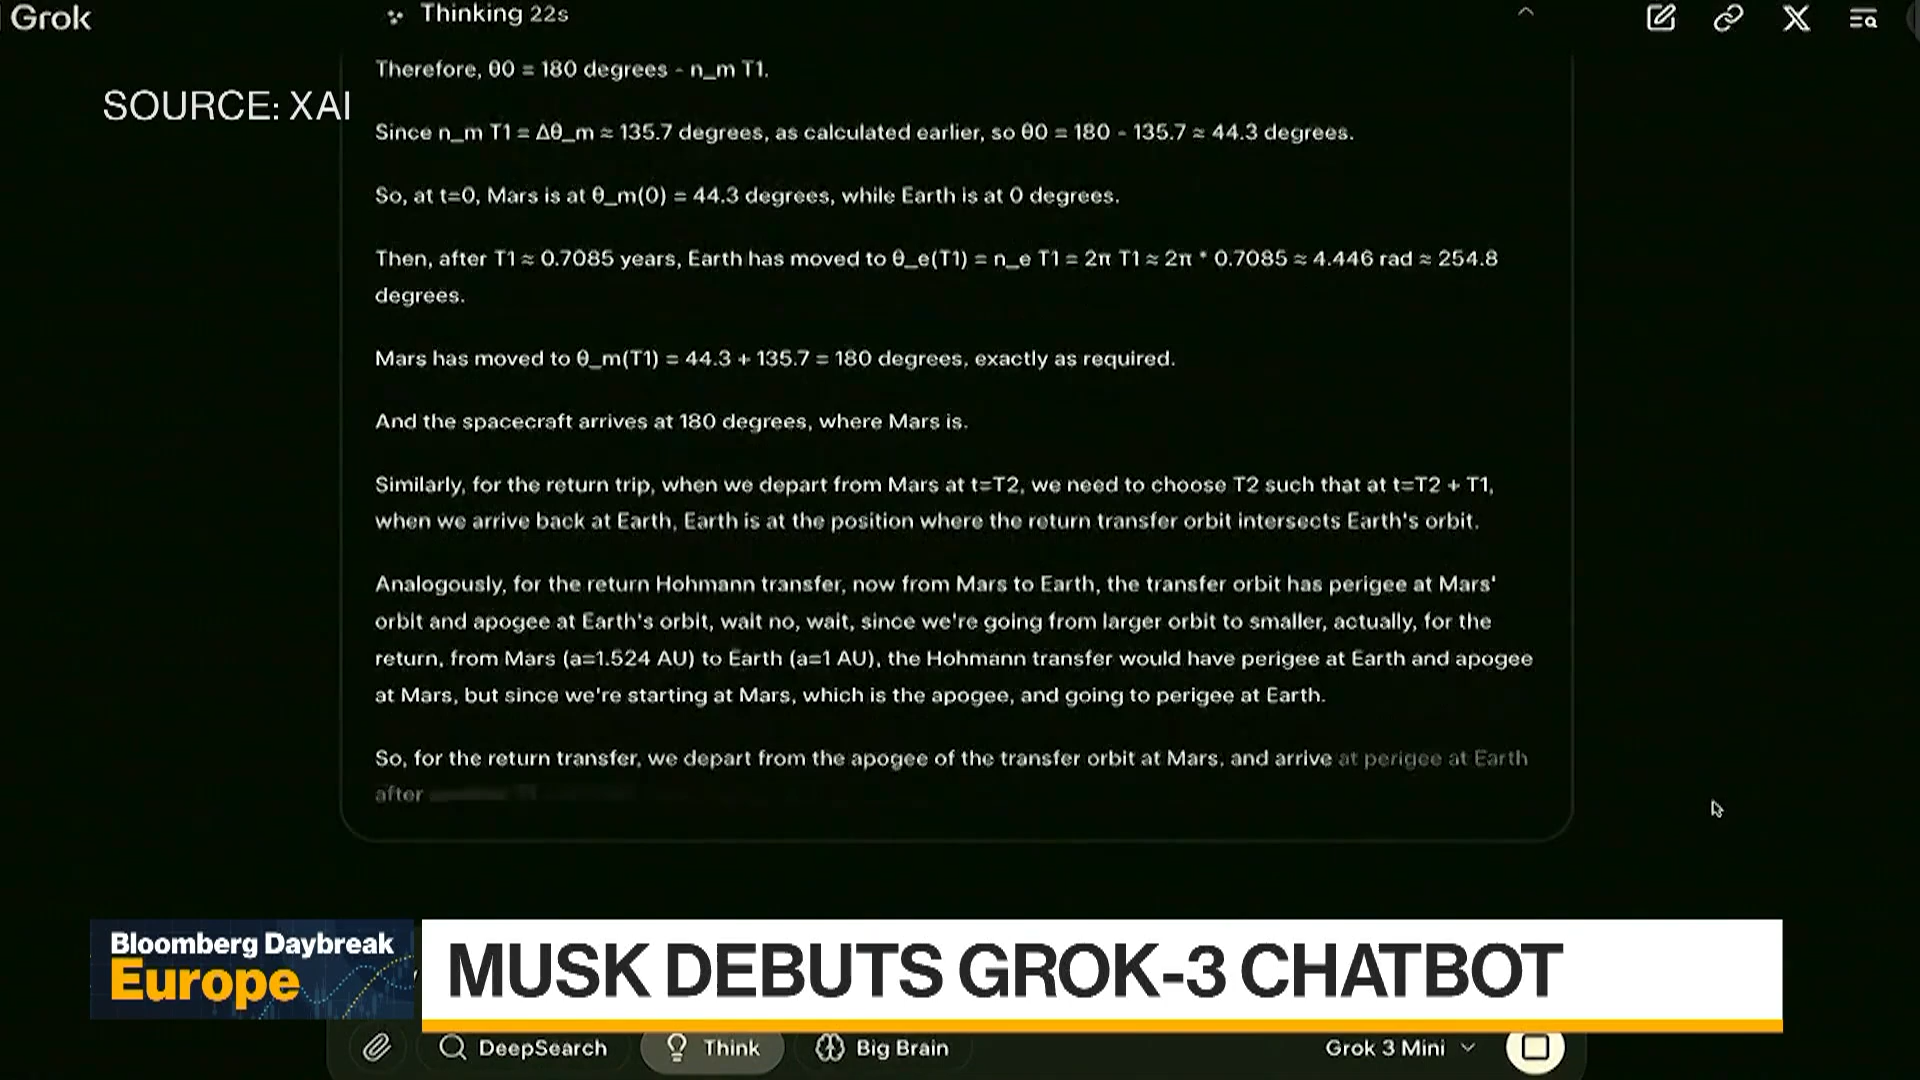 Grok
Thinking 22s
SOURCE: XAI
Therefore, θ0 = 180 degrees - n_m T1.
Since n_m T1 = Δθ_m ≈ 135.7 degrees, as calculated earlier, so θ0 = 180 - 135.7 ≈ 44.3 degrees.
So, at t=0, Mars is at θ_m(0) = 44.3 degrees, while Earth is at 0 degrees.
Then, after T1 ≈ 0.7085 years, Earth has moved to θ_e(T1) = n_e T1 = 2π T1 ≈ 2π * 0.7085 ≈ 4.446 rad ≈ 254.8
degrees.
Mars has moved to θ_m(T1) = 44.3 + 135.7 = 180 degrees, exactly as required.
And the spacecraft arrives at 180 degrees, where Mars is.
Similarly, for the return trip, when we depart from Mars at t=T2, we need to choose T2 such that at t=T2 + T1,
when we arrive back at Earth, Earth is at the position where the return transfer orbit intersects Earth's orbit.
Analogously, for the return Hohmann transfer, now from Mars to Earth, the transfer orbit has perigee at Mars'
orbit and apogee at Earth's orbit, wait no, wait, since we're going from larger orbit to smaller, actually, for the
return, from Mars (a=1.524 AU) to Earth (a=1 AU), the Hohmann transfer would have perigee at Earth and apogee
at Mars, but since we're starting at Mars, which is the apogee, and going to perigee at Earth.
So, for the return transfer, we depart from the apogee of the transfer orbit at Mars, and arrive at perigee at Earth
after
Bloomberg Daybreak
Europe
MUSK DEBUTS GROK-3 CHATBOT
DeepSearch
Think
Big Brain
Grok 3 Mini